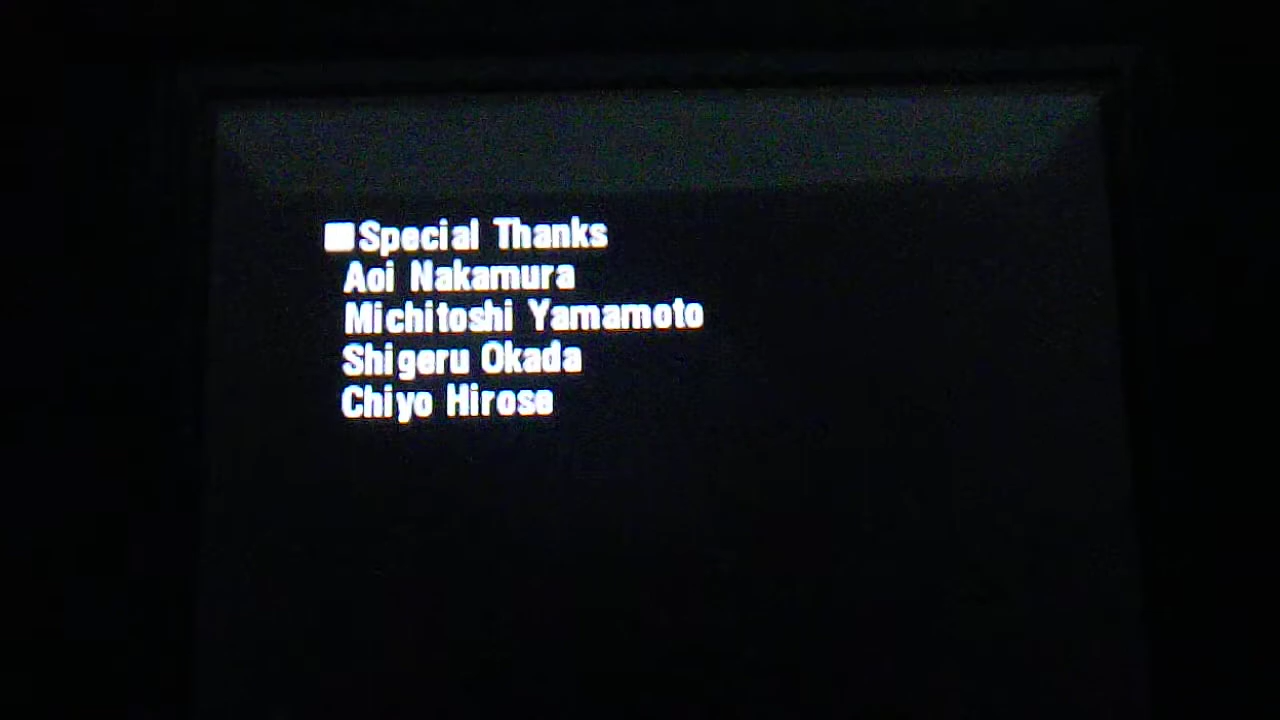 ■Special Thanks
Aoi Nakamura
Michitoshi Yamamoto
Shigeru Okada
Chiyo Hirose